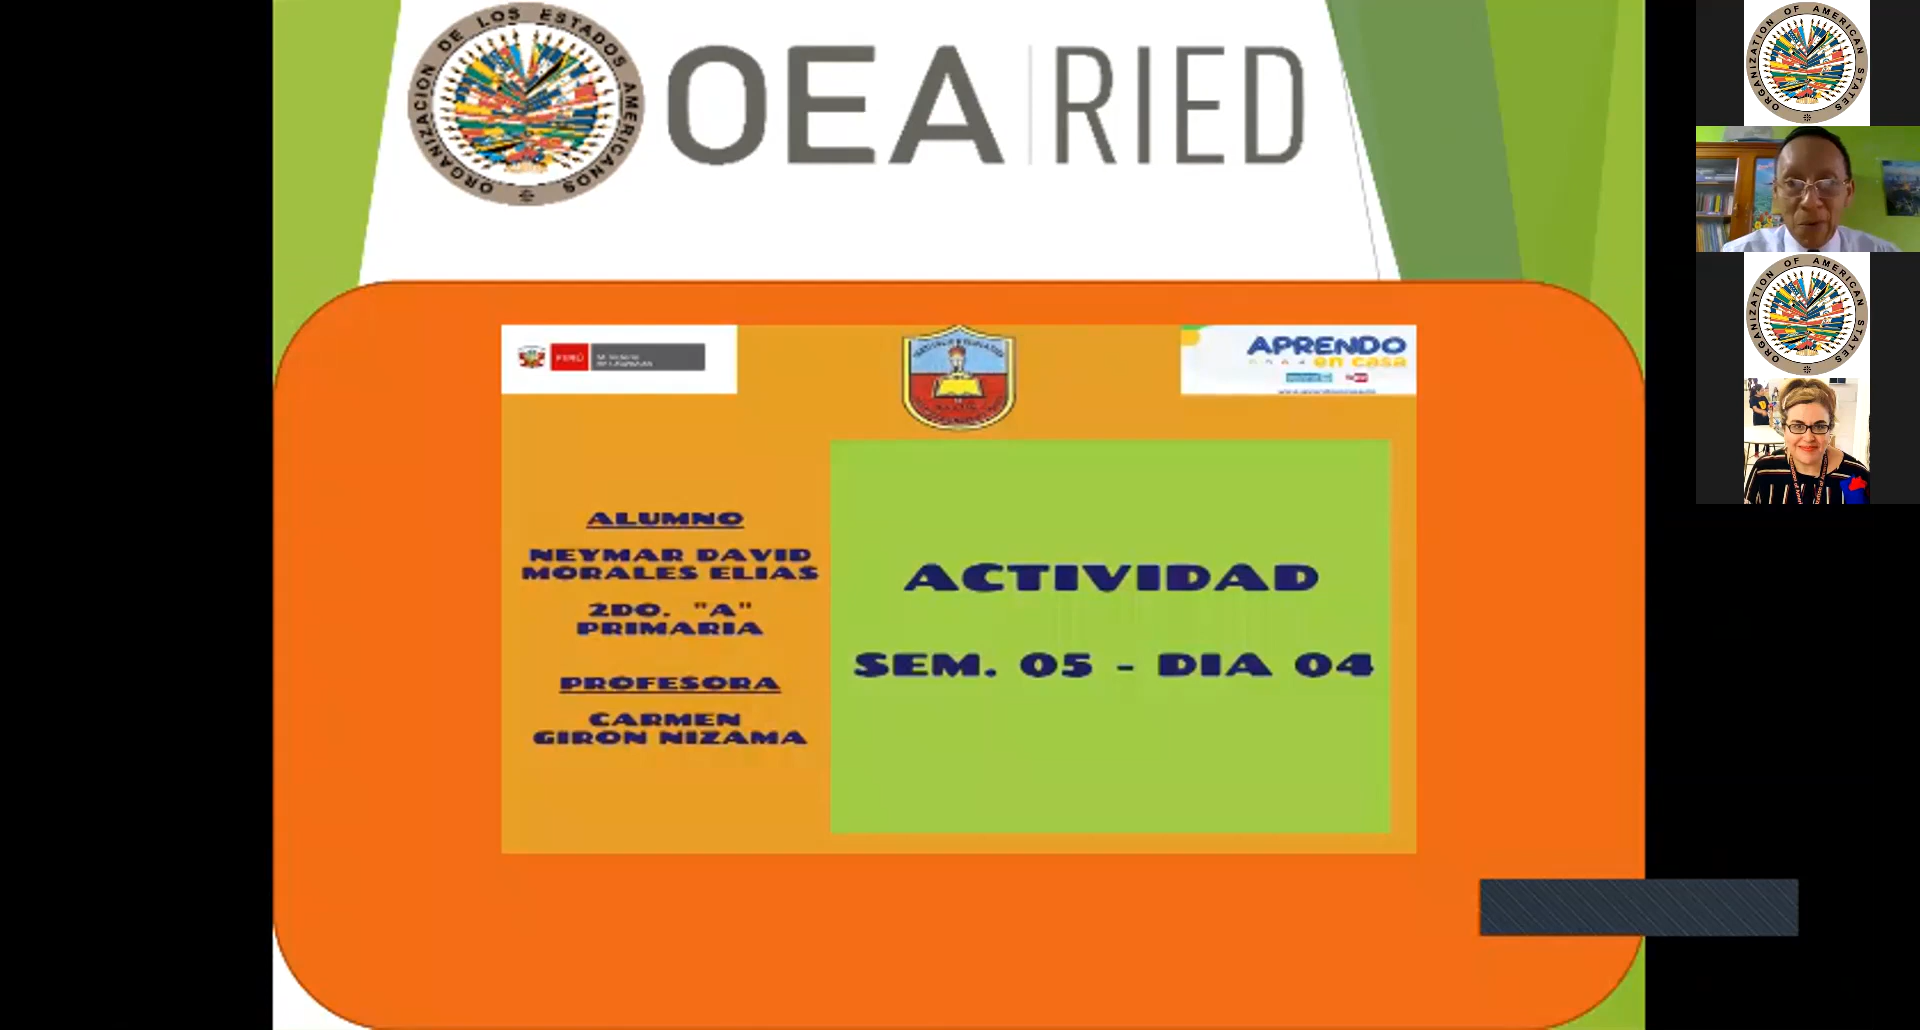 ORGANIZACION DE LOS ESTADOS AMERICANOS
OEA RIED
PERÚ
APRENDO
en casa
ALUMNO
NEYMAR DAVID
MORALES ELIAS
2DO. "A"
PRIMARIA
PROFESORA
CARMEN
GIRON NIZAMA
ACTIVIDAD
SEM. 05 - DIA 04
ORGANIZATION OF AMERICAN STATES
ORGANIZATION OF AMERICAN STATES